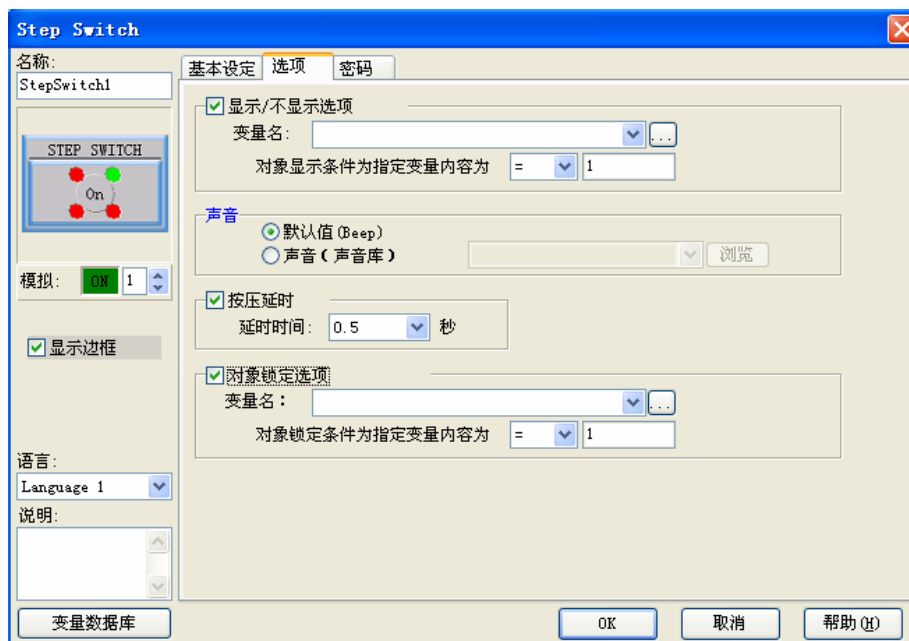 Step Switch
名称:
StepSwitch1
STEP SWITCH
On
模拟: ON 1
显示边框
语言:
Language 1
说明:
变量数据库
基本设定 选项 密码
显示/不显示选项
变量名: ...
对象显示条件为指定变量内容为 = 1
声音
默认值(Beep)
声音(声音库) 浏览
按压延时
延时时间: 0.5 秒
对象锁定选项
变量名: ...
对象锁定条件为指定变量内容为 = 1
OK 取消 帮助(H)